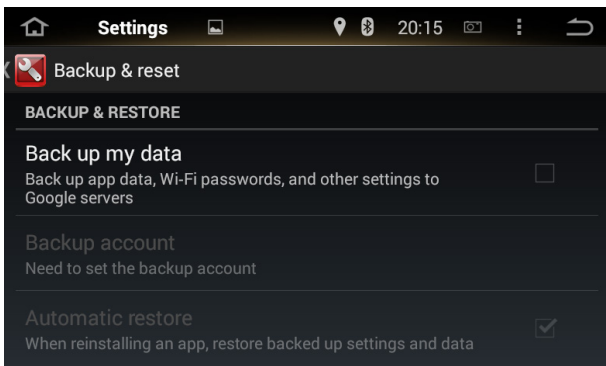 Settings 20:15
Backup & reset
BACKUP & RESTORE
Back up my data
Back up app data, Wi-Fi passwords, and other settings to
Google servers
Backup account
Need to set the backup account
Automatic restore
When reinstalling an app, restore backed up settings and data